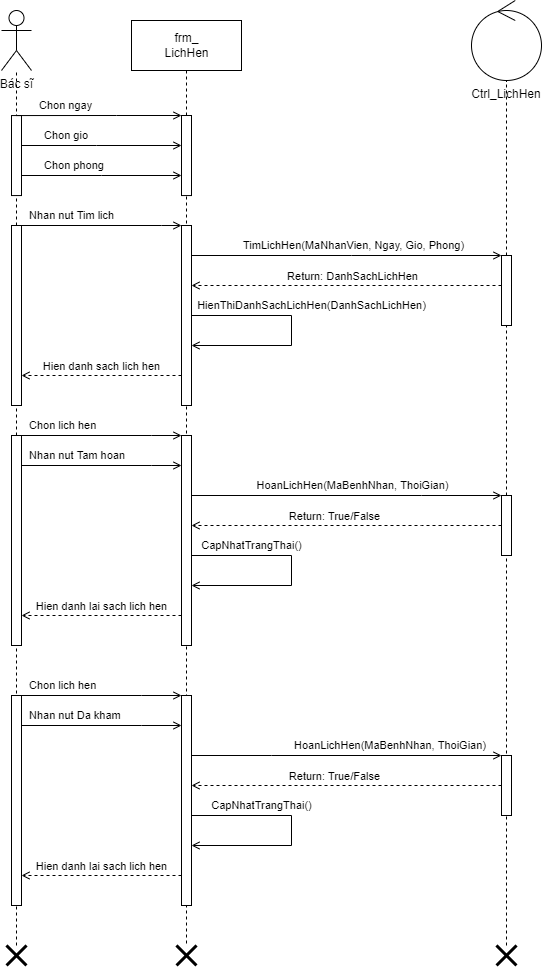 frm_
LichHen
Bác sĩ
Ctrl_LichHen
Chon ngay
Chon gio
Chon phong
Nhan nut Tim lich
TimLichHen(MaNhanVien, Ngay, Gio, Phong)
Return: DanhSachLichHen
HienThiDanhSachLichHen(DanhSachLichHen)
Hien danh sach lich hen
Chon lich hen
Nhan nut Tam hoan
HoanLichHen(MaBenhNhan, ThoiGian)
Return: True/False
CapNhatTrangThai()
Hien danh lai sach lich hen
Chon lich hen
Nhan nut Da kham
HoanLichHen(MaBenhNhan, ThoiGian)
Return: True/False
CapNhatTrangThai()
Hien danh lai sach lich hen